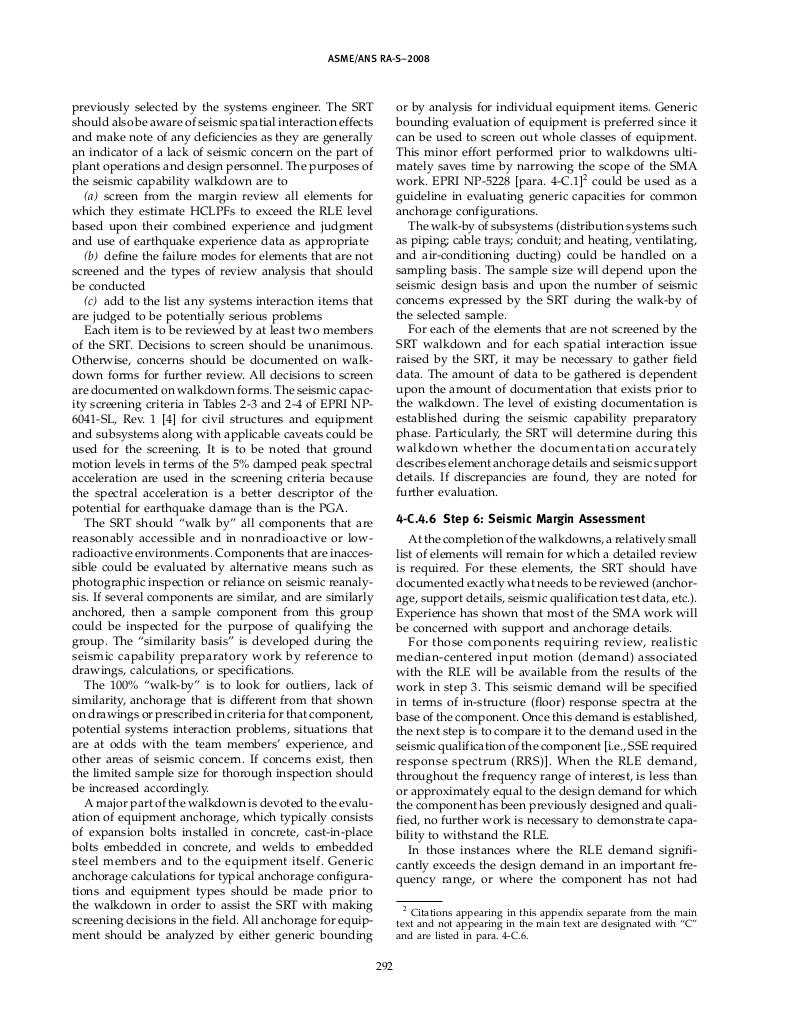 ASME/ANS RA-S–2008
previously selected by the systems engineer. The SRT
should also be aware of seismic spatial interaction effects
and make note of any deficiencies as they are generally
an indicator of a lack of seismic concern on the part of
plant operations and design personnel. The purposes of
the seismic capability walkdown are to
(a) screen from the margin review all elements for
which they estimate HCLPFs to exceed the RLE level
based upon their combined experience and judgment
and use of earthquake experience data as appropriate
(b) define the failure modes for elements that are not
screened and the types of review analysis that should
be conducted
(c) add to the list any systems interaction items that
are judged to be potentially serious problems
Each item is to be reviewed by at least two members
of the SRT. Decisions to screen should be unanimous.
Otherwise, concerns should be documented on walk-
down forms for further review. All decisions to screen
are documented on walkdown forms. The seismic capac-
ity screening criteria in Tables 2-3 and 2-4 of EPRI NP-
6041-SL, Rev. 1 [4] for civil structures and equipment
and subsystems along with applicable caveats could be
used for the screening. It is to be noted that ground
motion levels in terms of the 5% damped peak spectral
acceleration are used in the screening criteria because
the spectral acceleration is a better descriptor of the
potential for earthquake damage than is the PGA.
The SRT should “walk by” all components that are
reasonably accessible and in nonradioactive or low-
radioactive environments. Components that are inacces-
sible could be evaluated by alternative means such as
photographic inspection or reliance on seismic reanaly-
sis. If several components are similar, and are similarly
anchored, then a sample component from this group
could be inspected for the purpose of qualifying the
group. The “similarity basis” is developed during the
seismic capability preparatory work by reference to
drawings, calculations, or specifications.
The 100% “walk-by” is to look for outliers, lack of
similarity, anchorage that is different from that shown
on drawings or prescribed in criteria for that component,
potential systems interaction problems, situations that
are at odds with the team members’ experience, and
other areas of seismic concern. If concerns exist, then
the limited sample size for thorough inspection should
be increased accordingly.
A major part of the walkdown is devoted to the evalu-
ation of equipment anchorage, which typically consists
of expansion bolts installed in concrete, cast-in-place
bolts embedded in concrete, and welds to embedded
steel members and to the equipment itself. Generic
anchorage calculations for typical anchorage configura-
tions and equipment types should be made prior to
the walkdown in order to assist the SRT with making
screening decisions in the field. All anchorage for equip-
ment should be analyzed by either generic bounding
or by analysis for individual equipment items. Generic
bounding evaluation of equipment is preferred since it
can be used to screen out whole classes of equipment.
This minor effort performed prior to walkdowns ulti-
mately saves time by narrowing the scope of the SMA
work. EPRI NP-5228 [para. 4-C.1]2 could be used as a
guideline in evaluating generic capacities for common
anchorage configurations.
The walk-by of subsystems (distribution systems such
as piping; cable trays; conduit; and heating, ventilating,
and air-conditioning ducting) could be handled on a
sampling basis. The sample size will depend upon the
seismic design basis and upon the number of seismic
concerns expressed by the SRT during the walk-by of
the selected sample.
For each of the elements that are not screened by the
SRT walkdown and for each spatial interaction issue
raised by the SRT, it may be necessary to gather field
data. The amount of data to be gathered is dependent
upon the amount of documentation that exists prior to
the walkdown. The level of existing documentation is
established during the seismic capability preparatory
phase. Particularly, the SRT will determine during this
walkdown whether the documentation accurately
describes element anchorage details and seismic support
details. If discrepancies are found, they are noted for
further evaluation.
4-C.4.6 Step 6: Seismic Margin Assessment
At the completion of the walkdowns, a relatively small
list of elements will remain for which a detailed review
is required. For these elements, the SRT should have
documented exactly what needs to be reviewed (anchor-
age, support details, seismic qualification test data, etc.).
Experience has shown that most of the SMA work will
be concerned with support and anchorage details.
For those components requiring review, realistic
median-centered input motion (demand) associated
with the RLE will be available from the results of the
work in step 3. This seismic demand will be specified
in terms of in-structure (floor) response spectra at the
base of the component. Once this demand is established,
the next step is to compare it to the demand used in the
seismic qualification of the component [i.e., SSE required
response spectrum (RRS)]. When the RLE demand,
throughout the frequency range of interest, is less than
or approximately equal to the design demand for which
the component has been previously designed and quali-
fied, no further work is necessary to demonstrate capa-
bility to withstand the RLE.
In those instances where the RLE demand signifi-
cantly exceeds the design demand in an important fre-
quency range, or where the component has not had
2 Citations appearing in this appendix separate from the main
text and not appearing in the main text are designated with “C”
and are listed in para. 4-C.6.
292